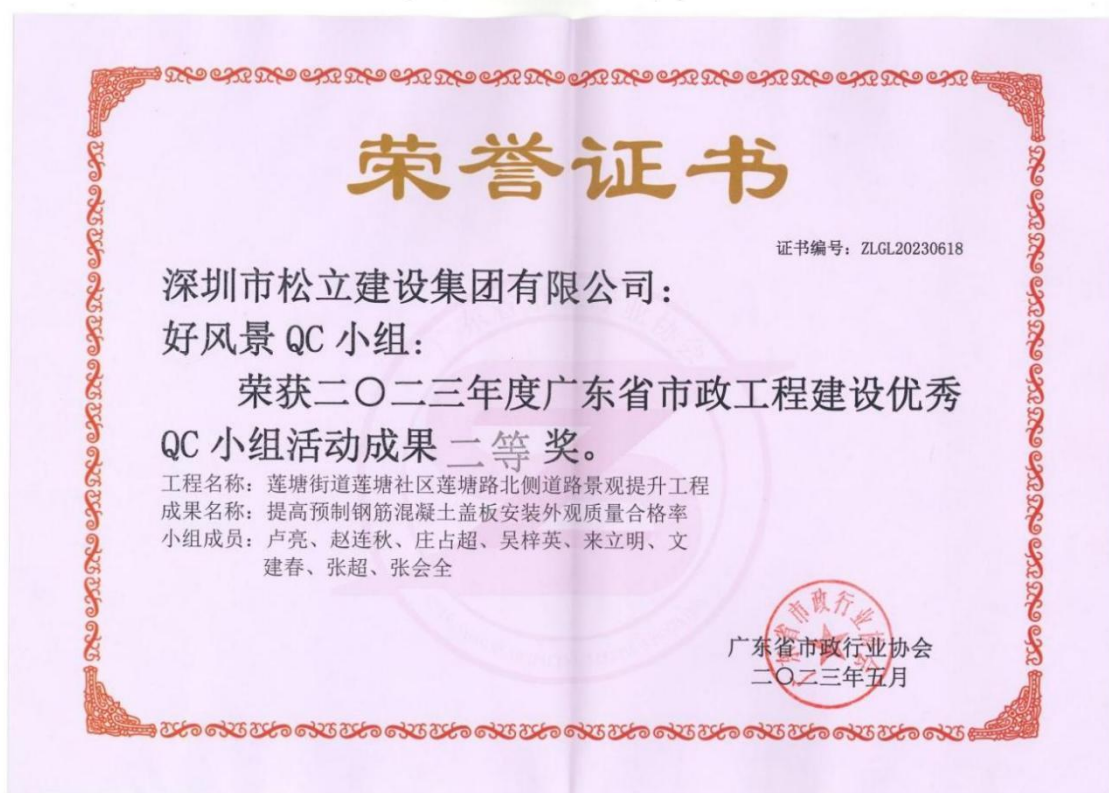 荣誉证书
证书编号：ZLGL20230618
深圳市松立建设集团有限公司：
好风景 QC 小组：
荣获二〇二三年度广东省市政工程建设优秀
QC 小组活动成果 二等 奖。
工程名称：莲塘街道莲塘社区莲塘路北侧道路景观提升工程
成果名称：提高预制钢筋混凝土盖板安装外观质量合格率
小组成员：卢亮、赵连秋、庄占超、吴梓英、来立明、文
建春、张超、张会全
广东省市政行业协会
二〇二三年五月